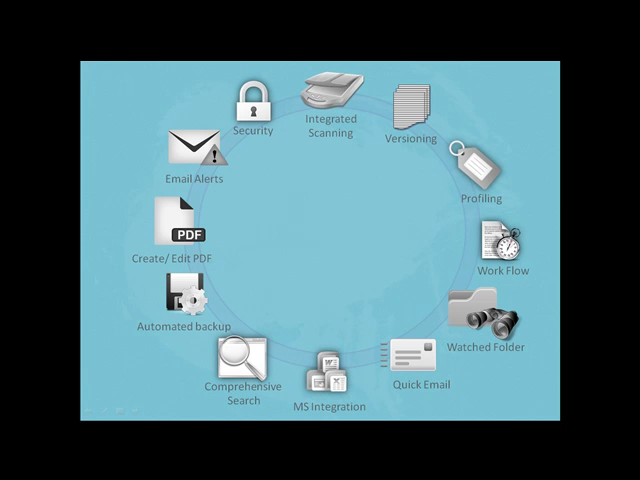 Integrated
Scanning
Security
Versioning
Email Alerts
Profiling
PDF
Create/ Edit PDF
Work Flow
Automated backup
Watched Folder
Comprehensive
Search
Quick Email
W
X
MS Integration